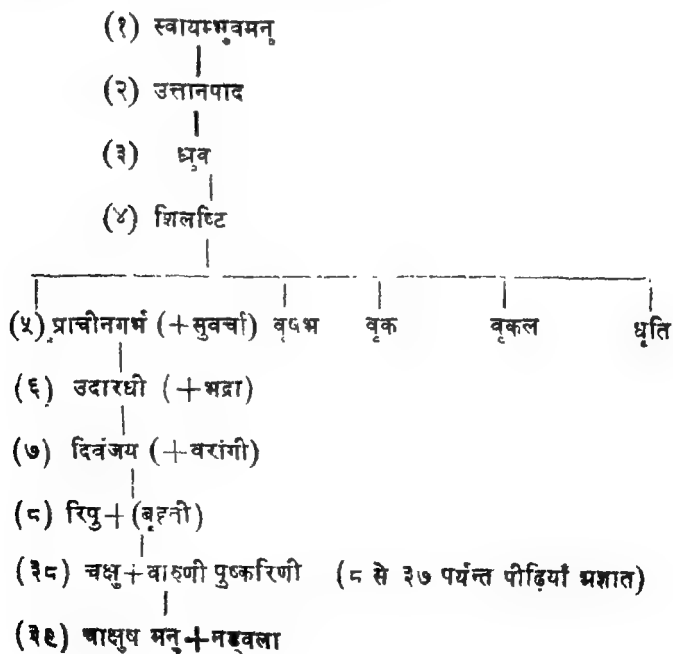 (१) स्वायम्भुवमनु
(२) उत्तानपाद
(३) ध्रुव
(४) शिलष्टि
(५) प्राचीनगर्भ (+सुवर्चा) वृषभ वृक वृकल धृति
(६) उदारधी (+भद्रा)
(७) दिवंजय (+वरांगी)
(८) रिपु+(बृहती)
(३८) चक्षु+वारुणी पुष्करिणी (८ से ३७ पर्यन्त पीढ़ियाँ अज्ञात)
(३९) चाक्षुष मनु+नड्वला